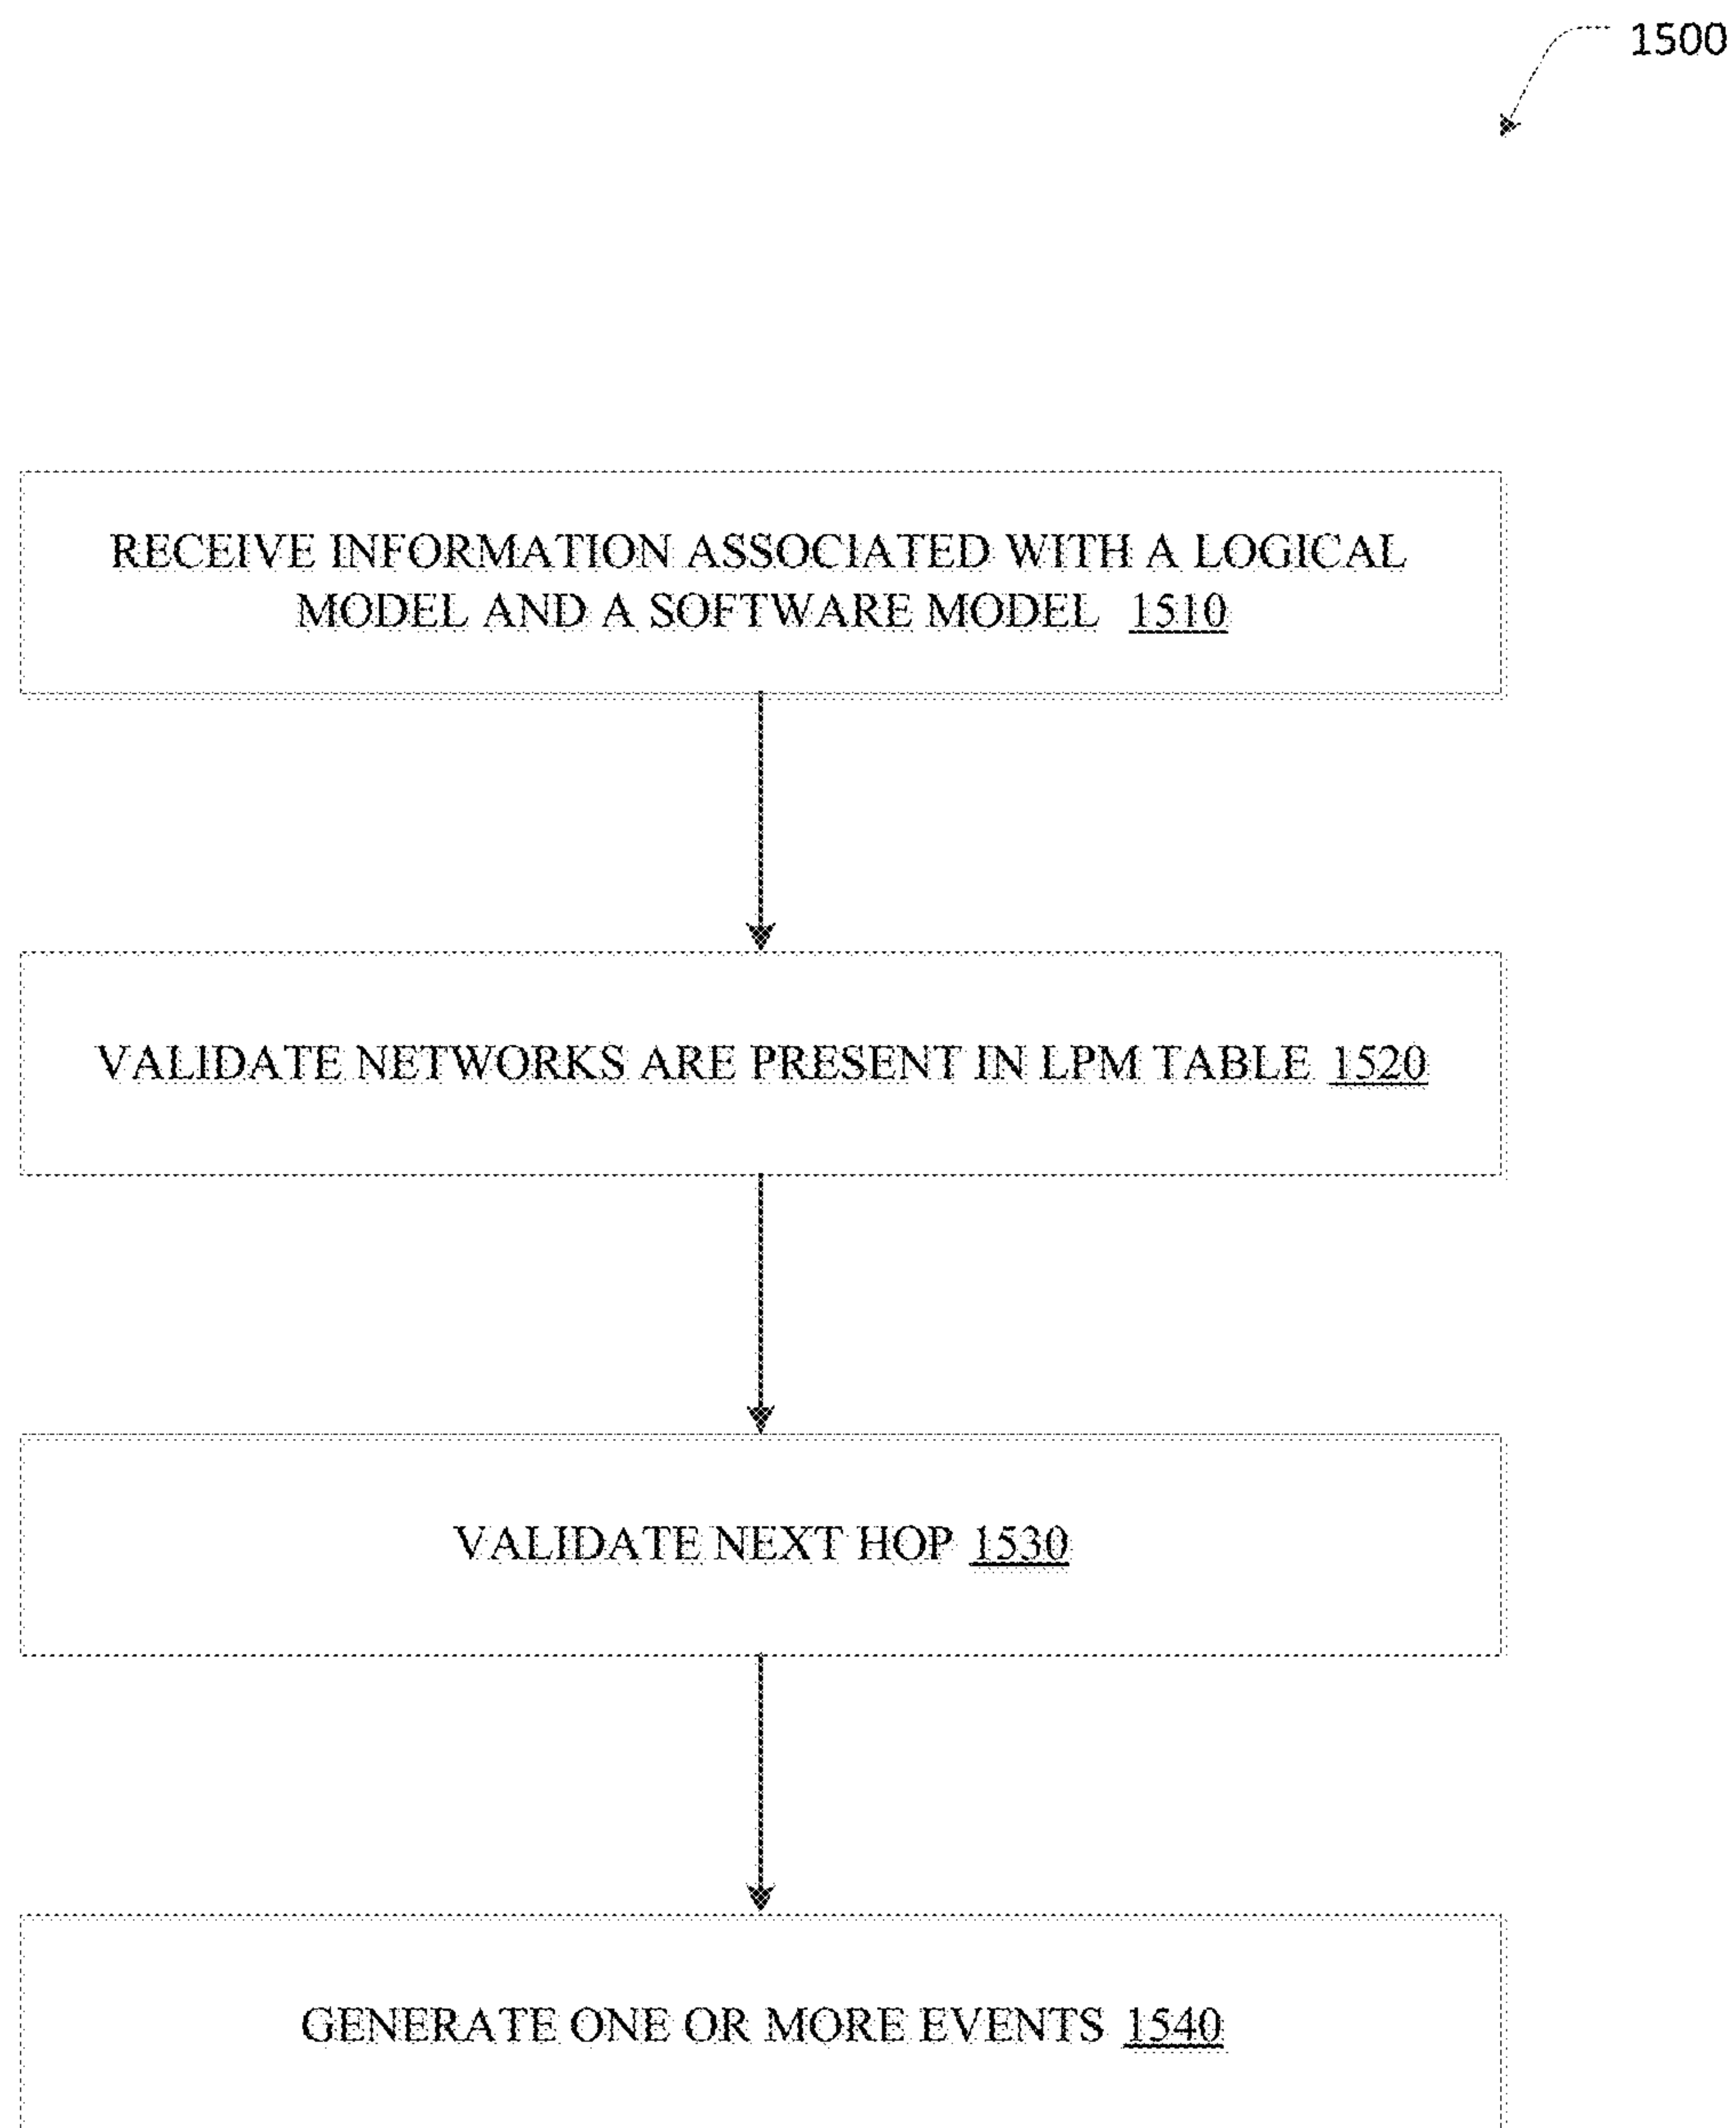 1500
RECEIVE INFORMATION ASSOCIATED WITH A LOGICAL
MODEL AND A SOFTWARE MODEL 1510
VALIDATE NETWORKS ARE PRESENT IN LPM TABLE 1520
VALIDATE NEXT HOP 1530
GENERATE ONE OR MORE EVENTS 1540